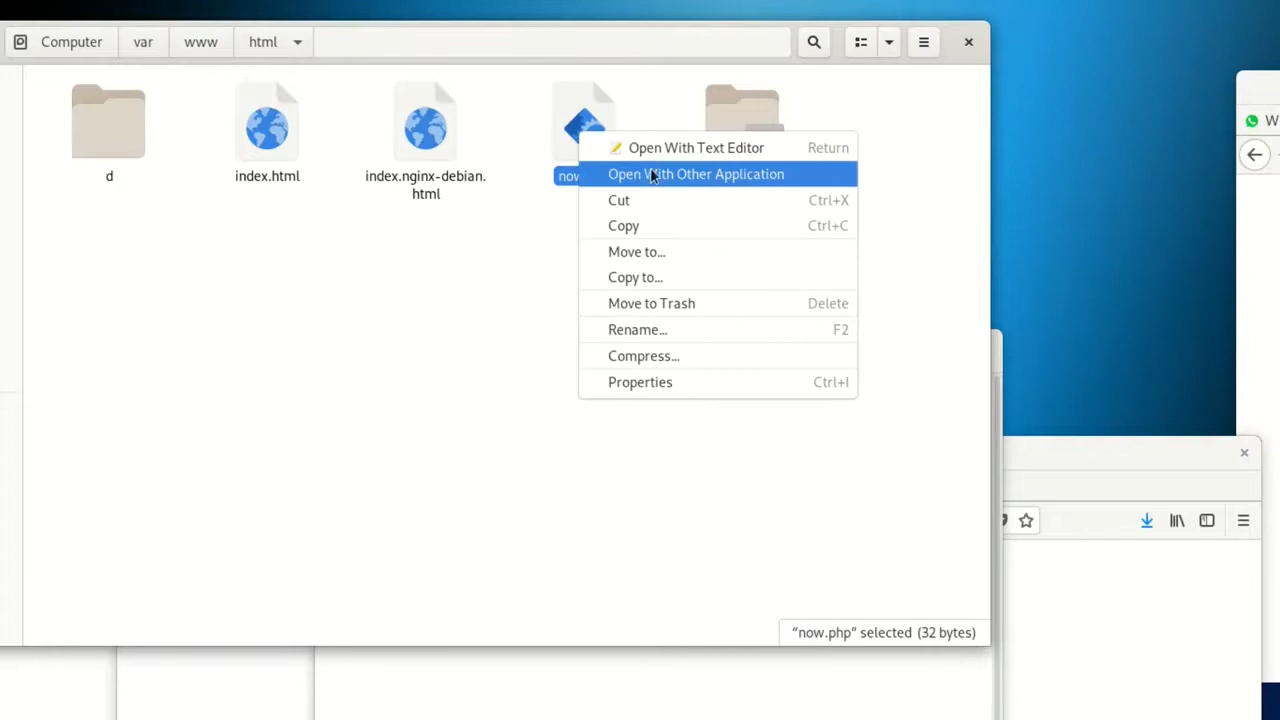 Computer
var
www
html
W
d
index.html
index.nginx-debian.
html
now
Open With Text Editor Return
Open With Other Application
Cut Ctrl+X
Copy Ctrl+C
Move to...
Copy to...
Move to Trash Delete
Rename... F2
Compress...
Properties Ctrl+I
“now.php” selected (32 bytes)